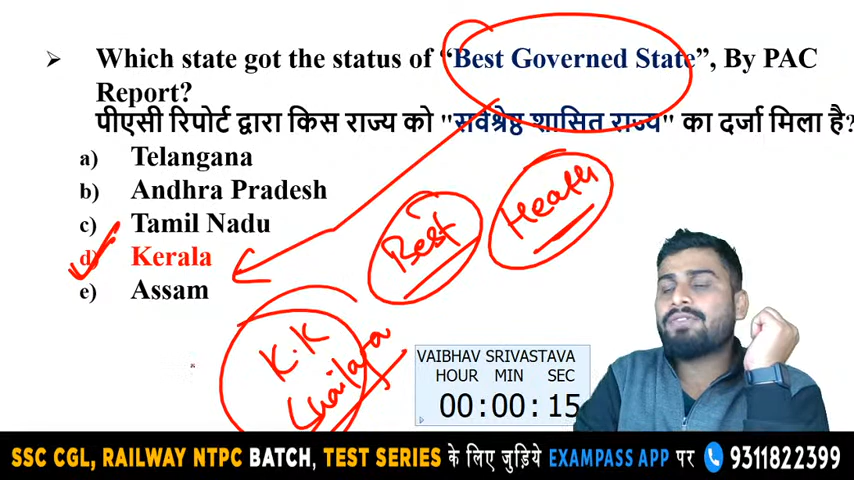 Which state got the status of “Best Governed State”, By PAC
Report?
पीएसी रिपोर्ट द्वारा किस राज्य को "सर्वश्रेष्ठ शासित राज्य" का दर्जा मिला है?
a) Telangana
b) Andhra Pradesh
c) Tamil Nadu
d) Kerala
e) Assam
Best
Heath
K.K
Shailaja
VAIBHAV SRIVASTAVA
HOUR MIN SEC
00:00:15
SSC CGL, RAILWAY NTPC BATCH, TEST SERIES के लिए जुड़िये EXAMPASS APP पर 9311822399